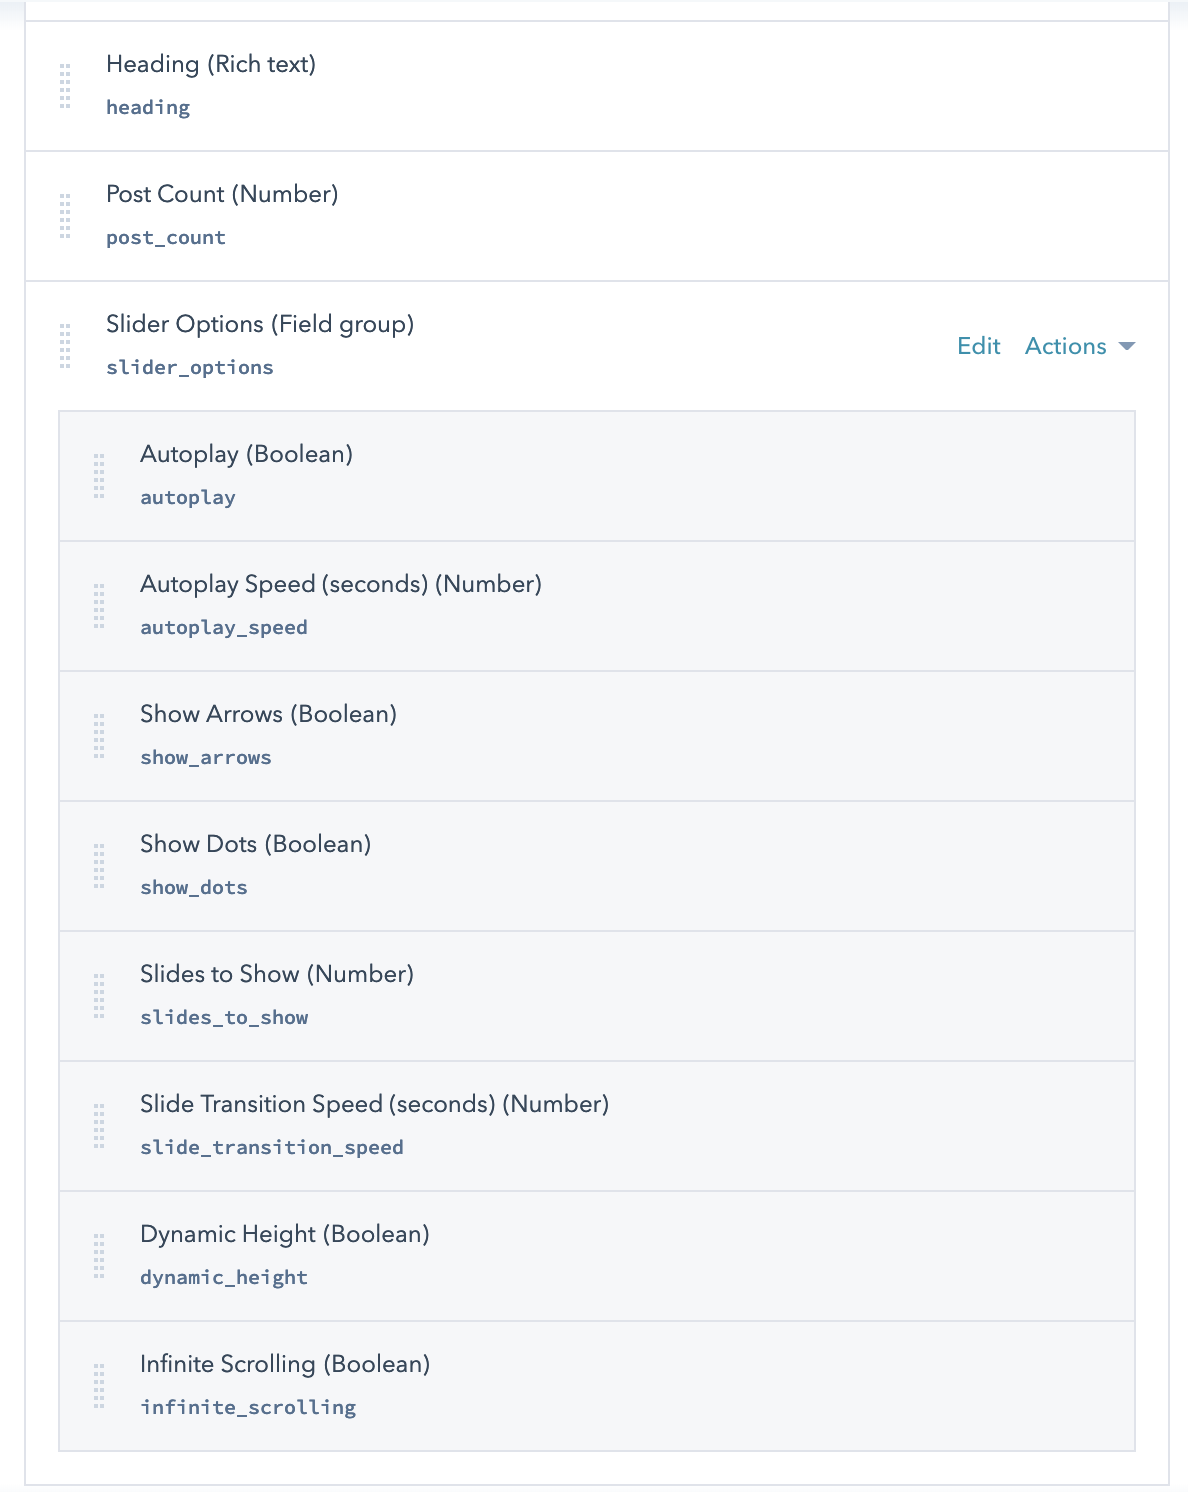 Heading (Rich text)
heading
Post Count (Number)
post_count
Slider Options (Field group)
slider_options
Edit Actions
Autoplay (Boolean)
autoplay
Autoplay Speed (seconds) (Number)
autoplay_speed
Show Arrows (Boolean)
show_arrows
Show Dots (Boolean)
show_dots
Slides to Show (Number)
slides_to_show
Slide Transition Speed (seconds) (Number)
slide_transition_speed
Dynamic Height (Boolean)
dynamic_height
Infinite Scrolling (Boolean)
infinite_scrolling